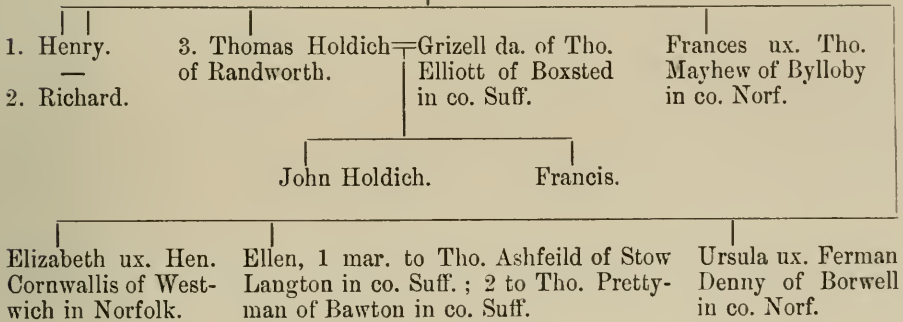 1. Henry.
—
2. Richard.
3. Thomas Holdich
of Randworth.
Grizell da. of Tho.
Elliott of Boxsted
in co. Suff.
Frances ux. Tho.
Mayhew of Bylloby
in co. Norf.
John Holdich.
Francis.
Elizabeth ux. Hen.
Cornwallis of West-
wich in Norfolk.
Ellen, 1 mar. to Tho. Ashfeild of Stow
Langton in co. Suff. ; 2 to Tho. Pretty-
man of Bawton in co. Suff.
Ursula ux. Ferman
Denny of Borwell
in co. Norf.